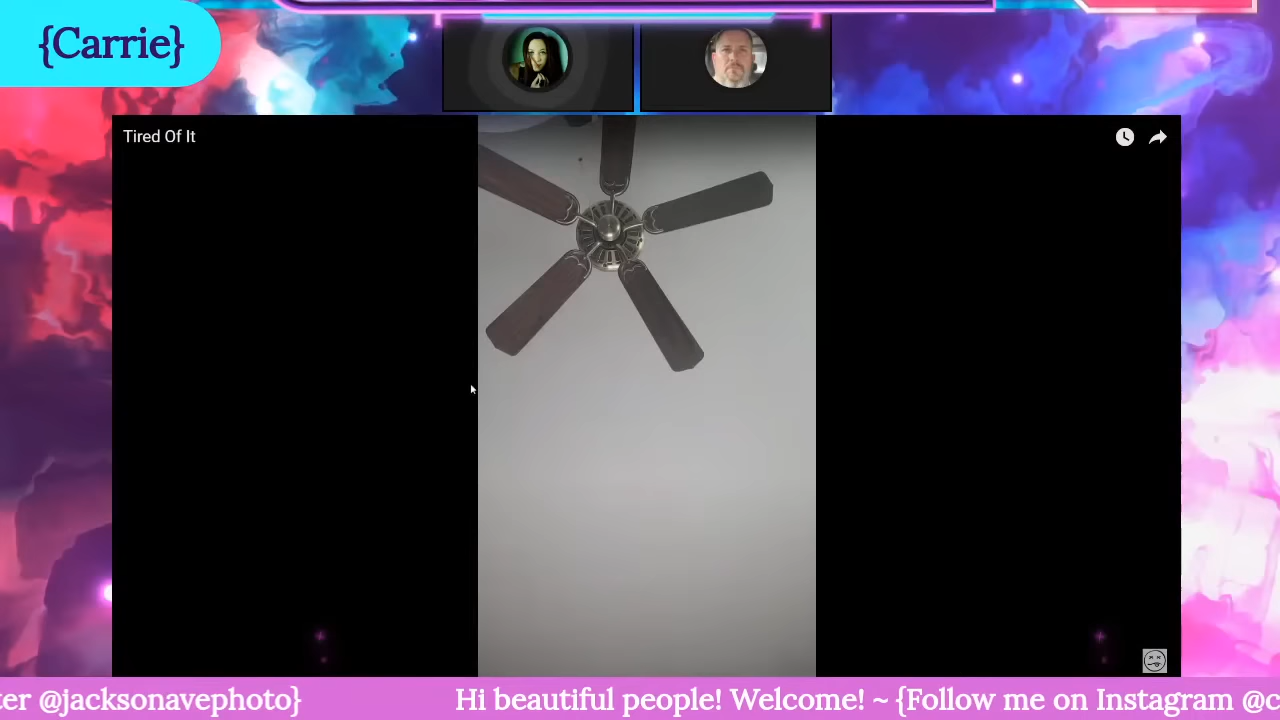 {Carrie}
Tired Of It
ter @jacksonavephoto}
Hi beautiful people! Welcome! ~ {Follow me on Instagram @c